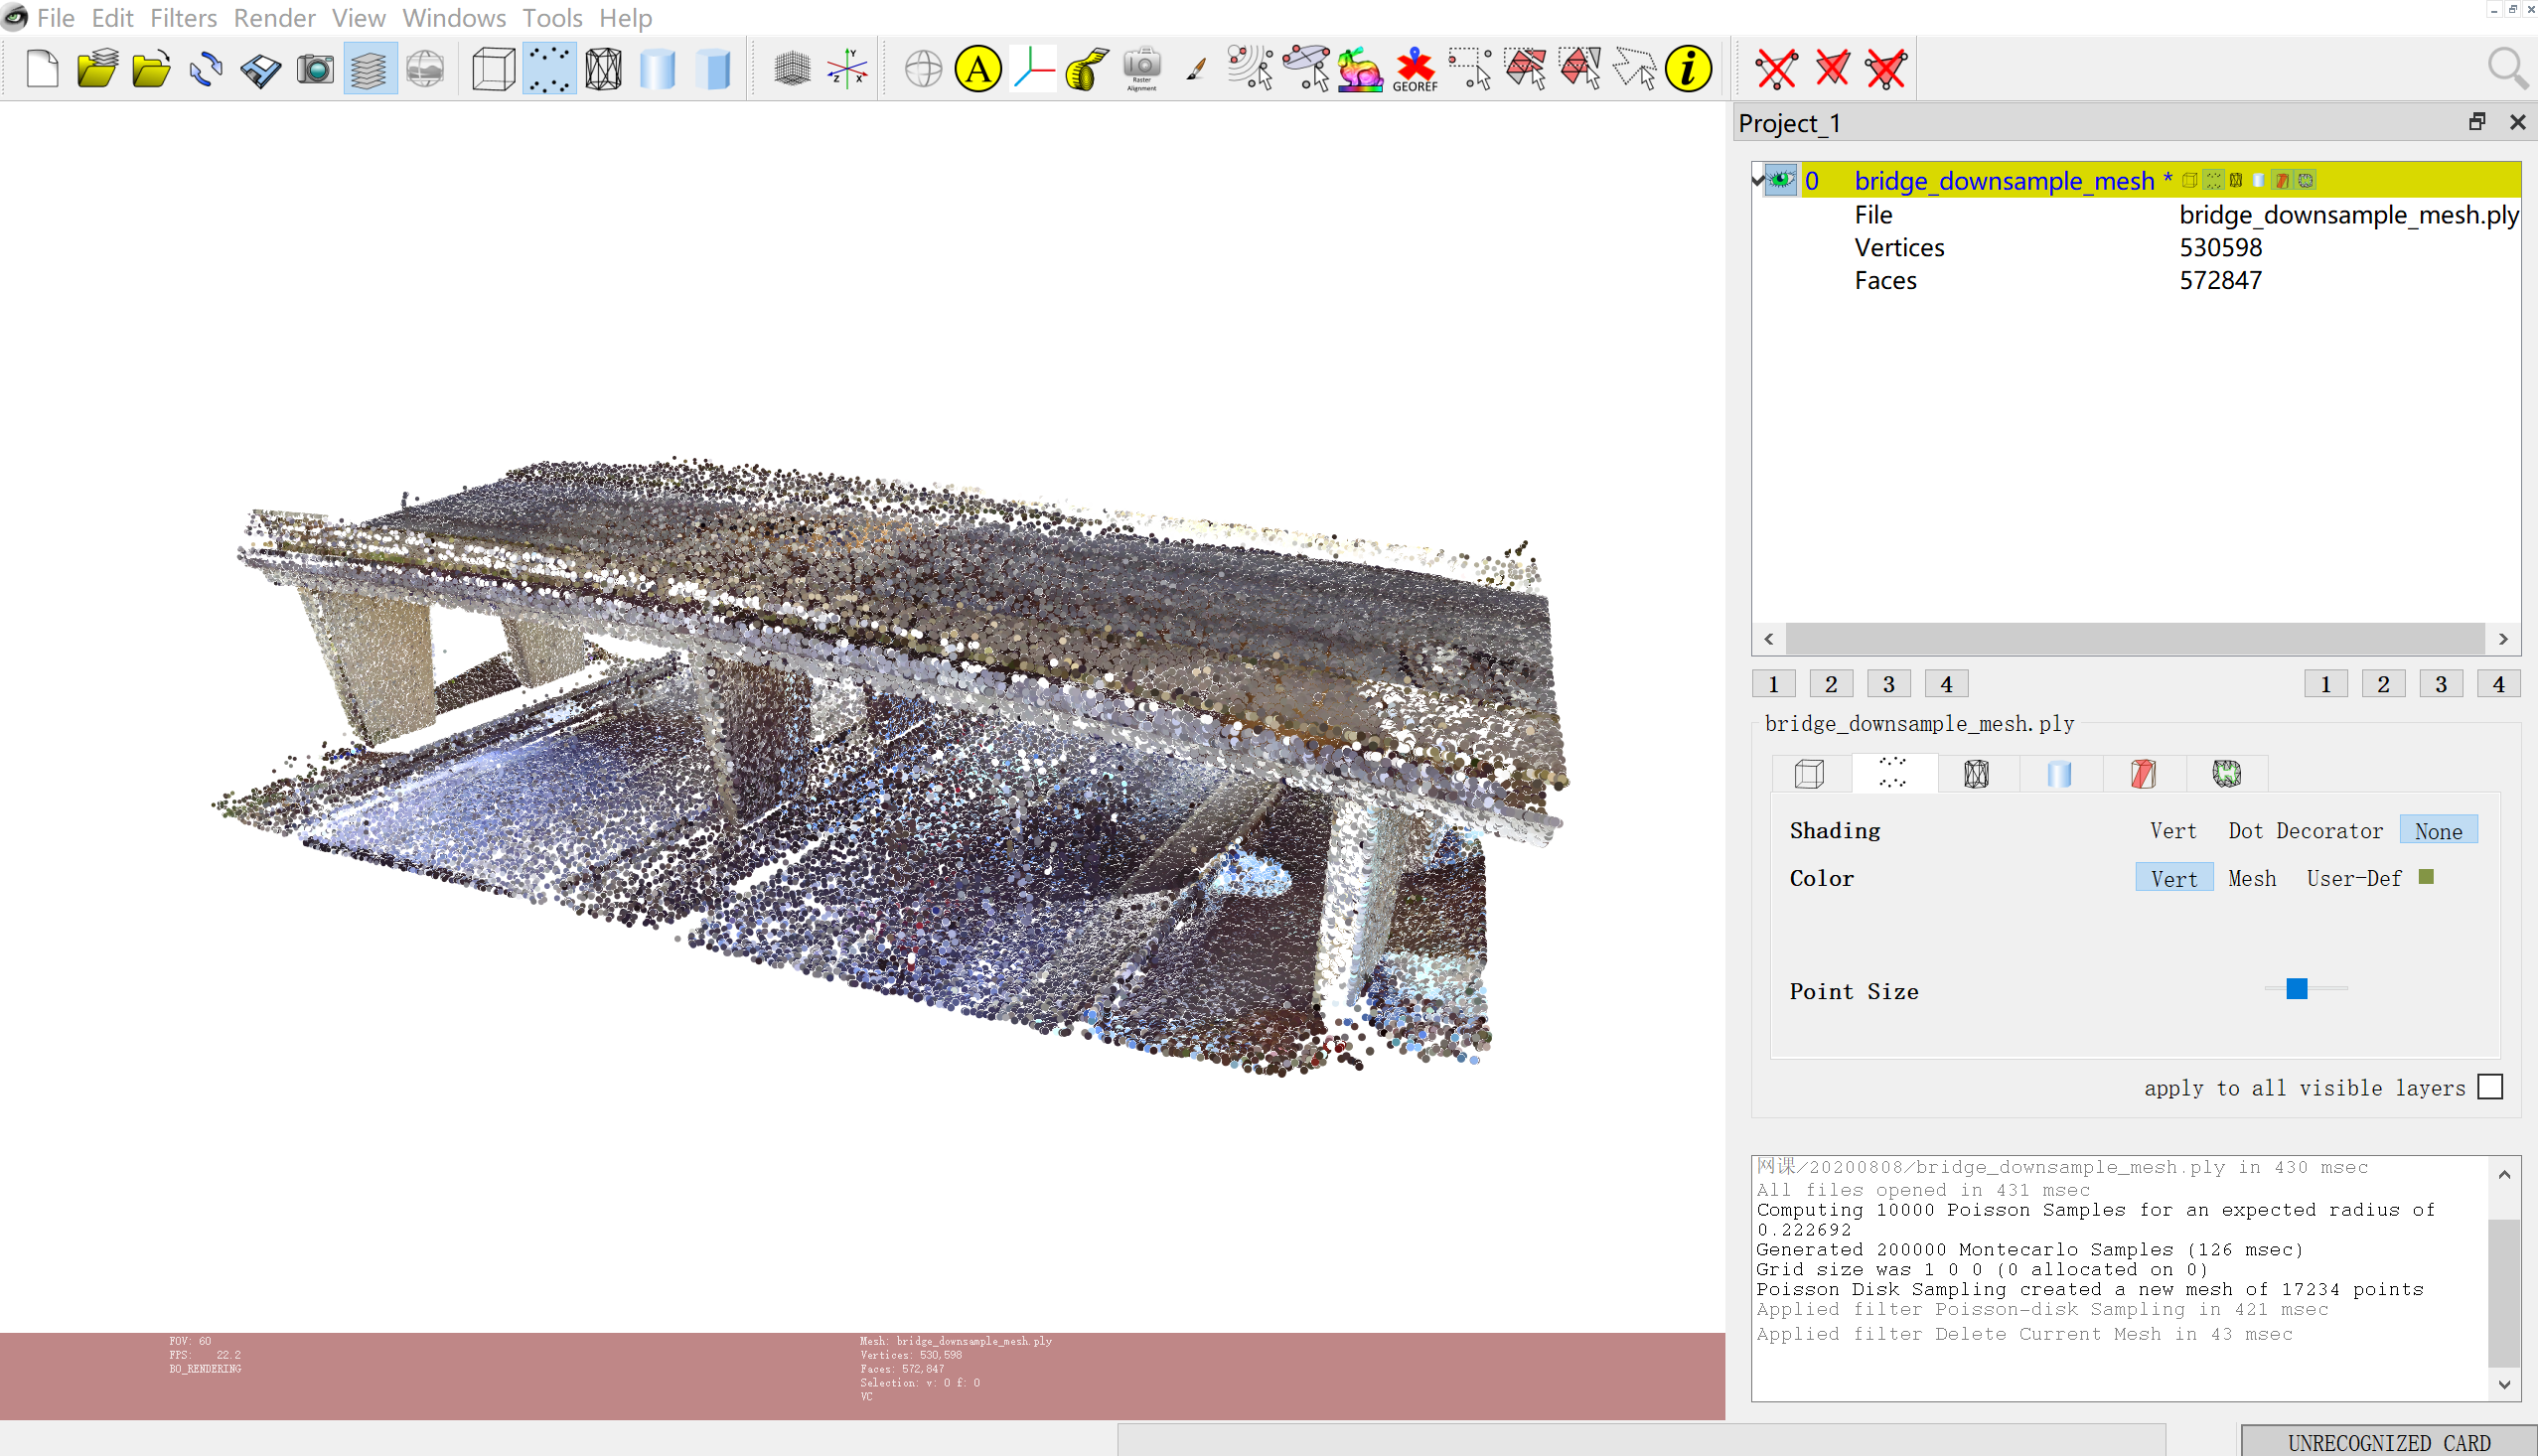 File Edit Filters Render View Windows Tools Help
A
Raster
Alignment
GEOREF
i
Y
Z X
Project_1
0 bridge_downsample_mesh *
File bridge_downsample_mesh.ply
Vertices 530598
Faces 572847
1 2 3 4 1 2 3 4
bridge_downsample_mesh.ply
Shading Vert Dot Decorator None
Color Vert Mesh User-Def
Point Size
apply to all visible layers
网课/20200808/bridge_downsample_mesh.ply in 430 msec
All files opened in 431 msec
Computing 10000 Poisson Samples for an expected radius of
0.222692
Generated 200000 Montecarlo Samples (126 msec)
Grid size was 1 0 0 (0 allocated on 0)
Poisson Disk Sampling created a new mesh of 17234 points
Applied filter Poisson-disk Sampling in 421 msec
Applied filter Delete Current Mesh in 43 msec
FOV: 60
FPS: 22.2
BO_RENDERING
Mesh: bridge_downsample_mesh.ply
Vertices: 530,598
Faces: 572,847
Selection: v: 0 f: 0
VC
UNRECOGNIZED CARD